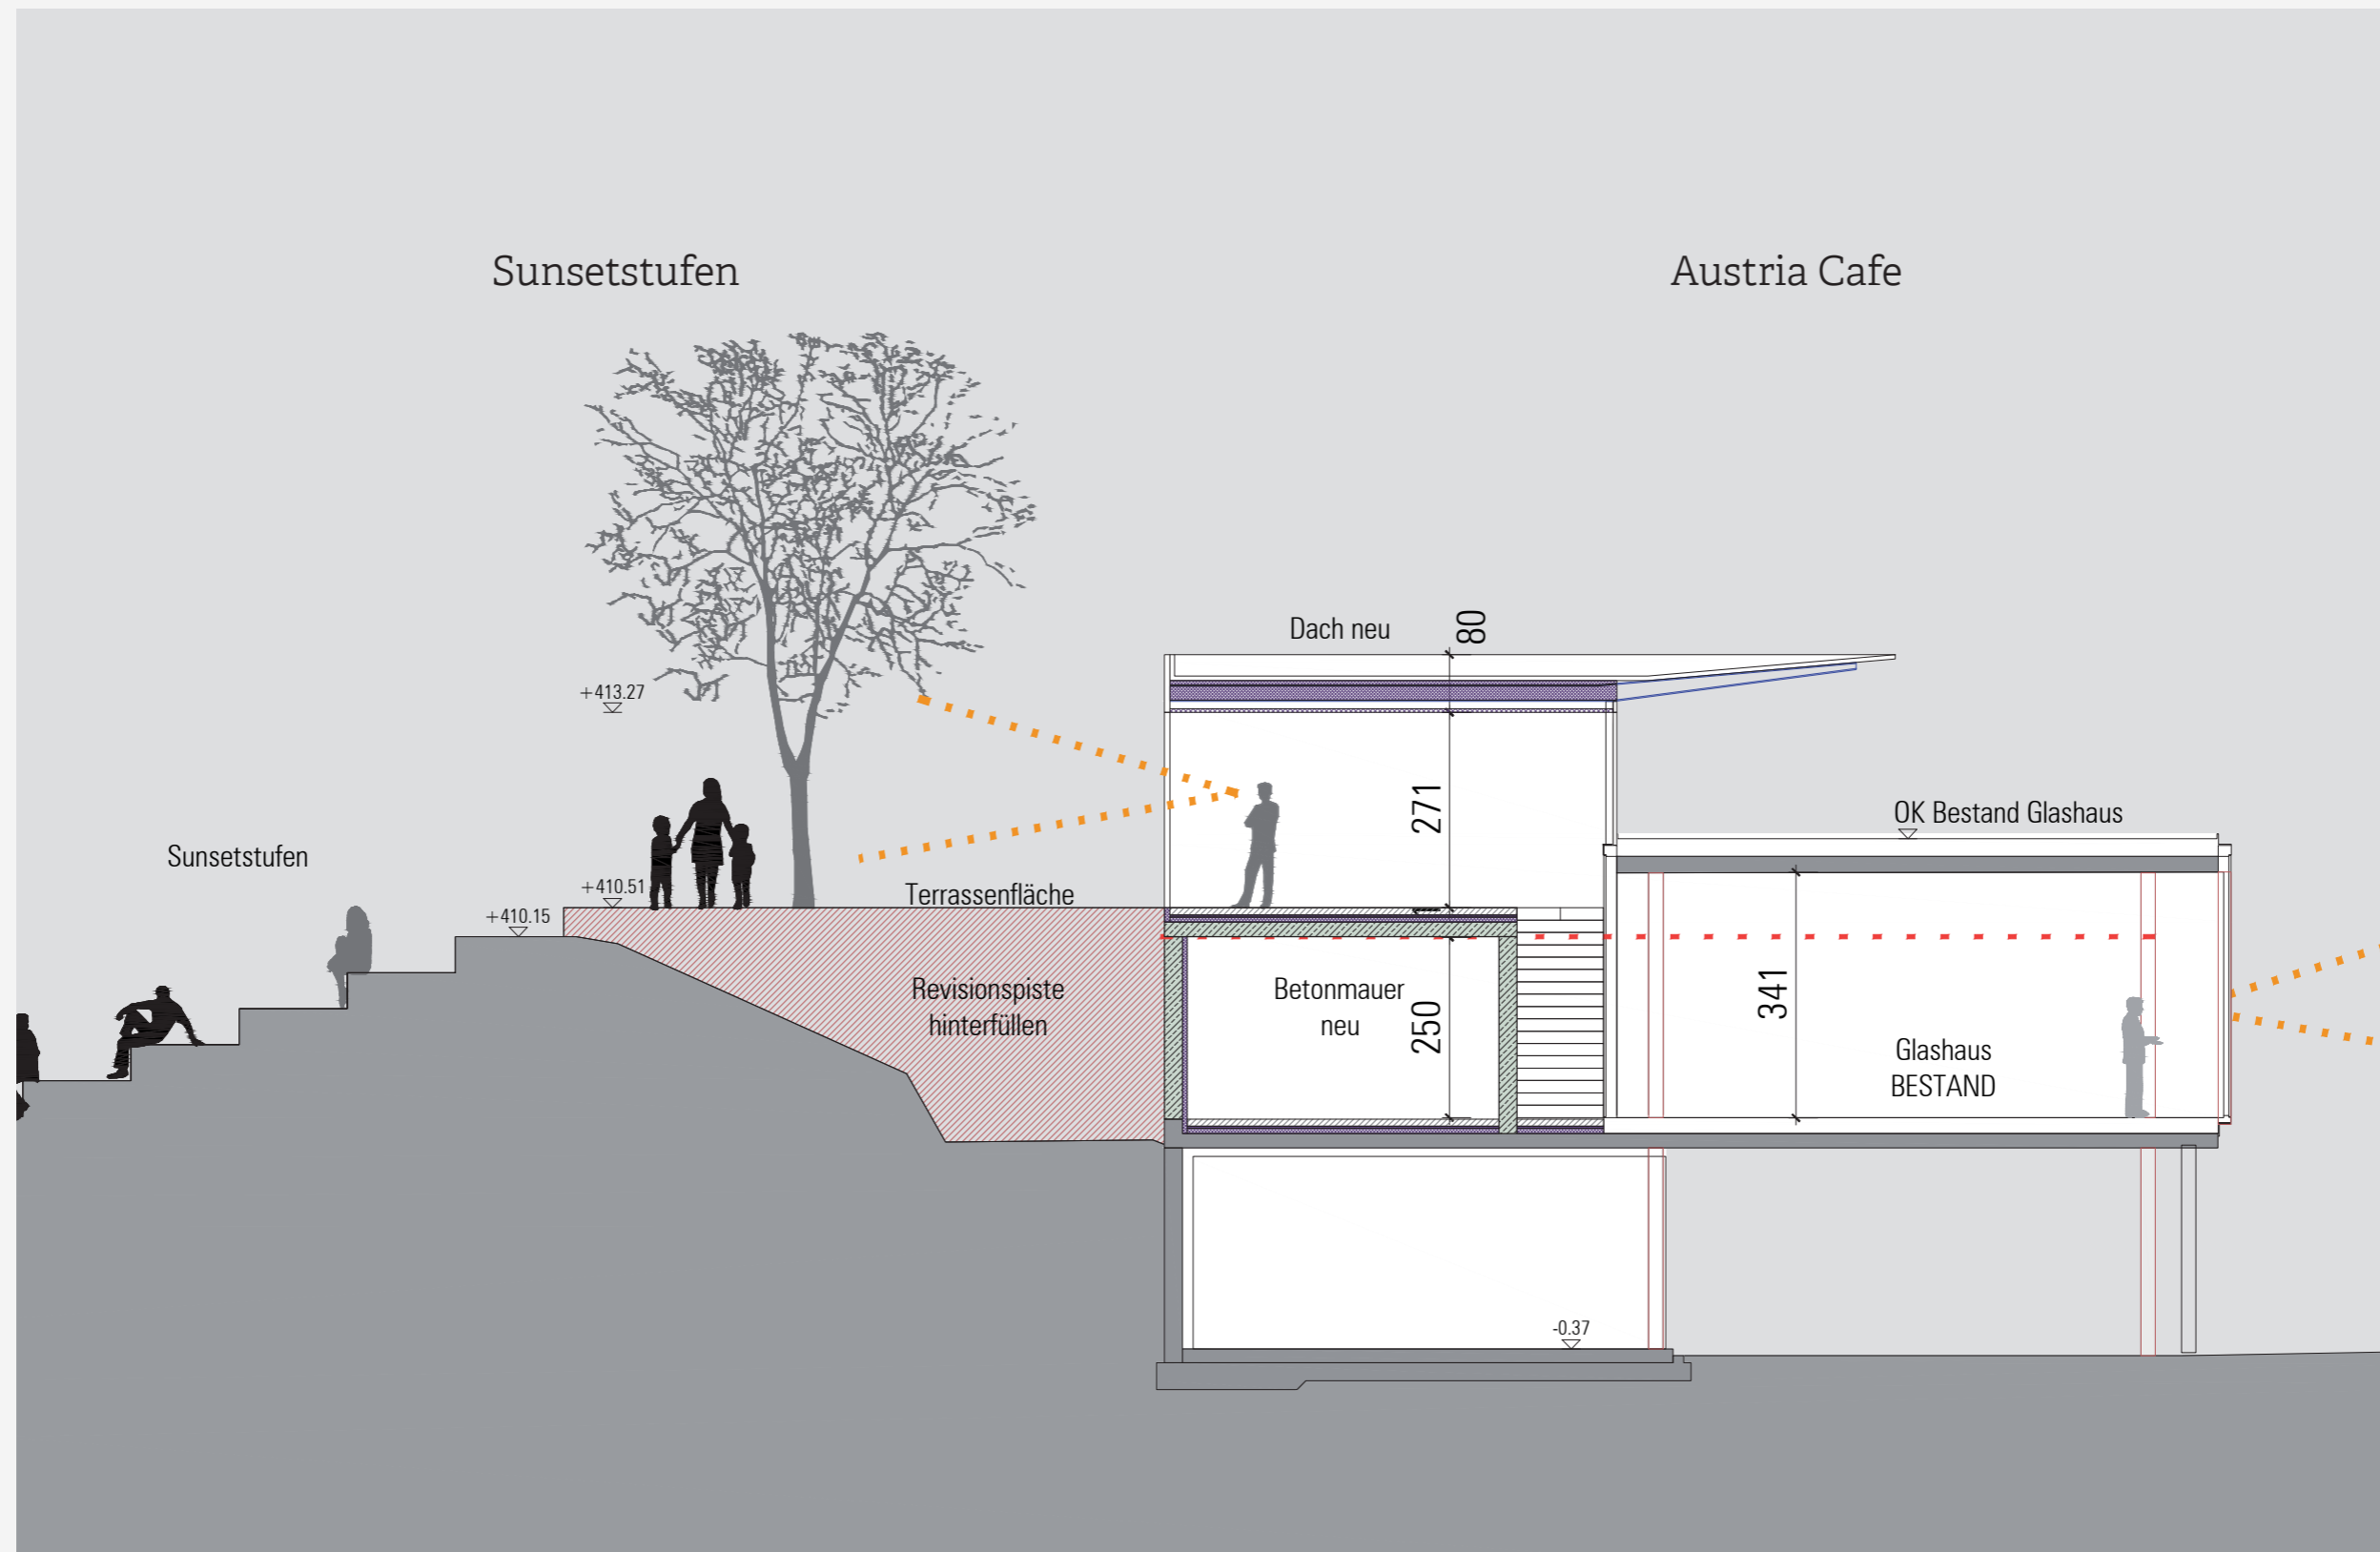 Sunsetstufen
Austria Cafe
Dach neu
80
+413.27
271
OK Bestand Glashaus
Sunsetstufen
+410.51
Terrassenfläche
+410.15
Revisionspiste
hinterfüllen
Betonmauer
neu
250
341
Glashaus
BESTAND
-0.37